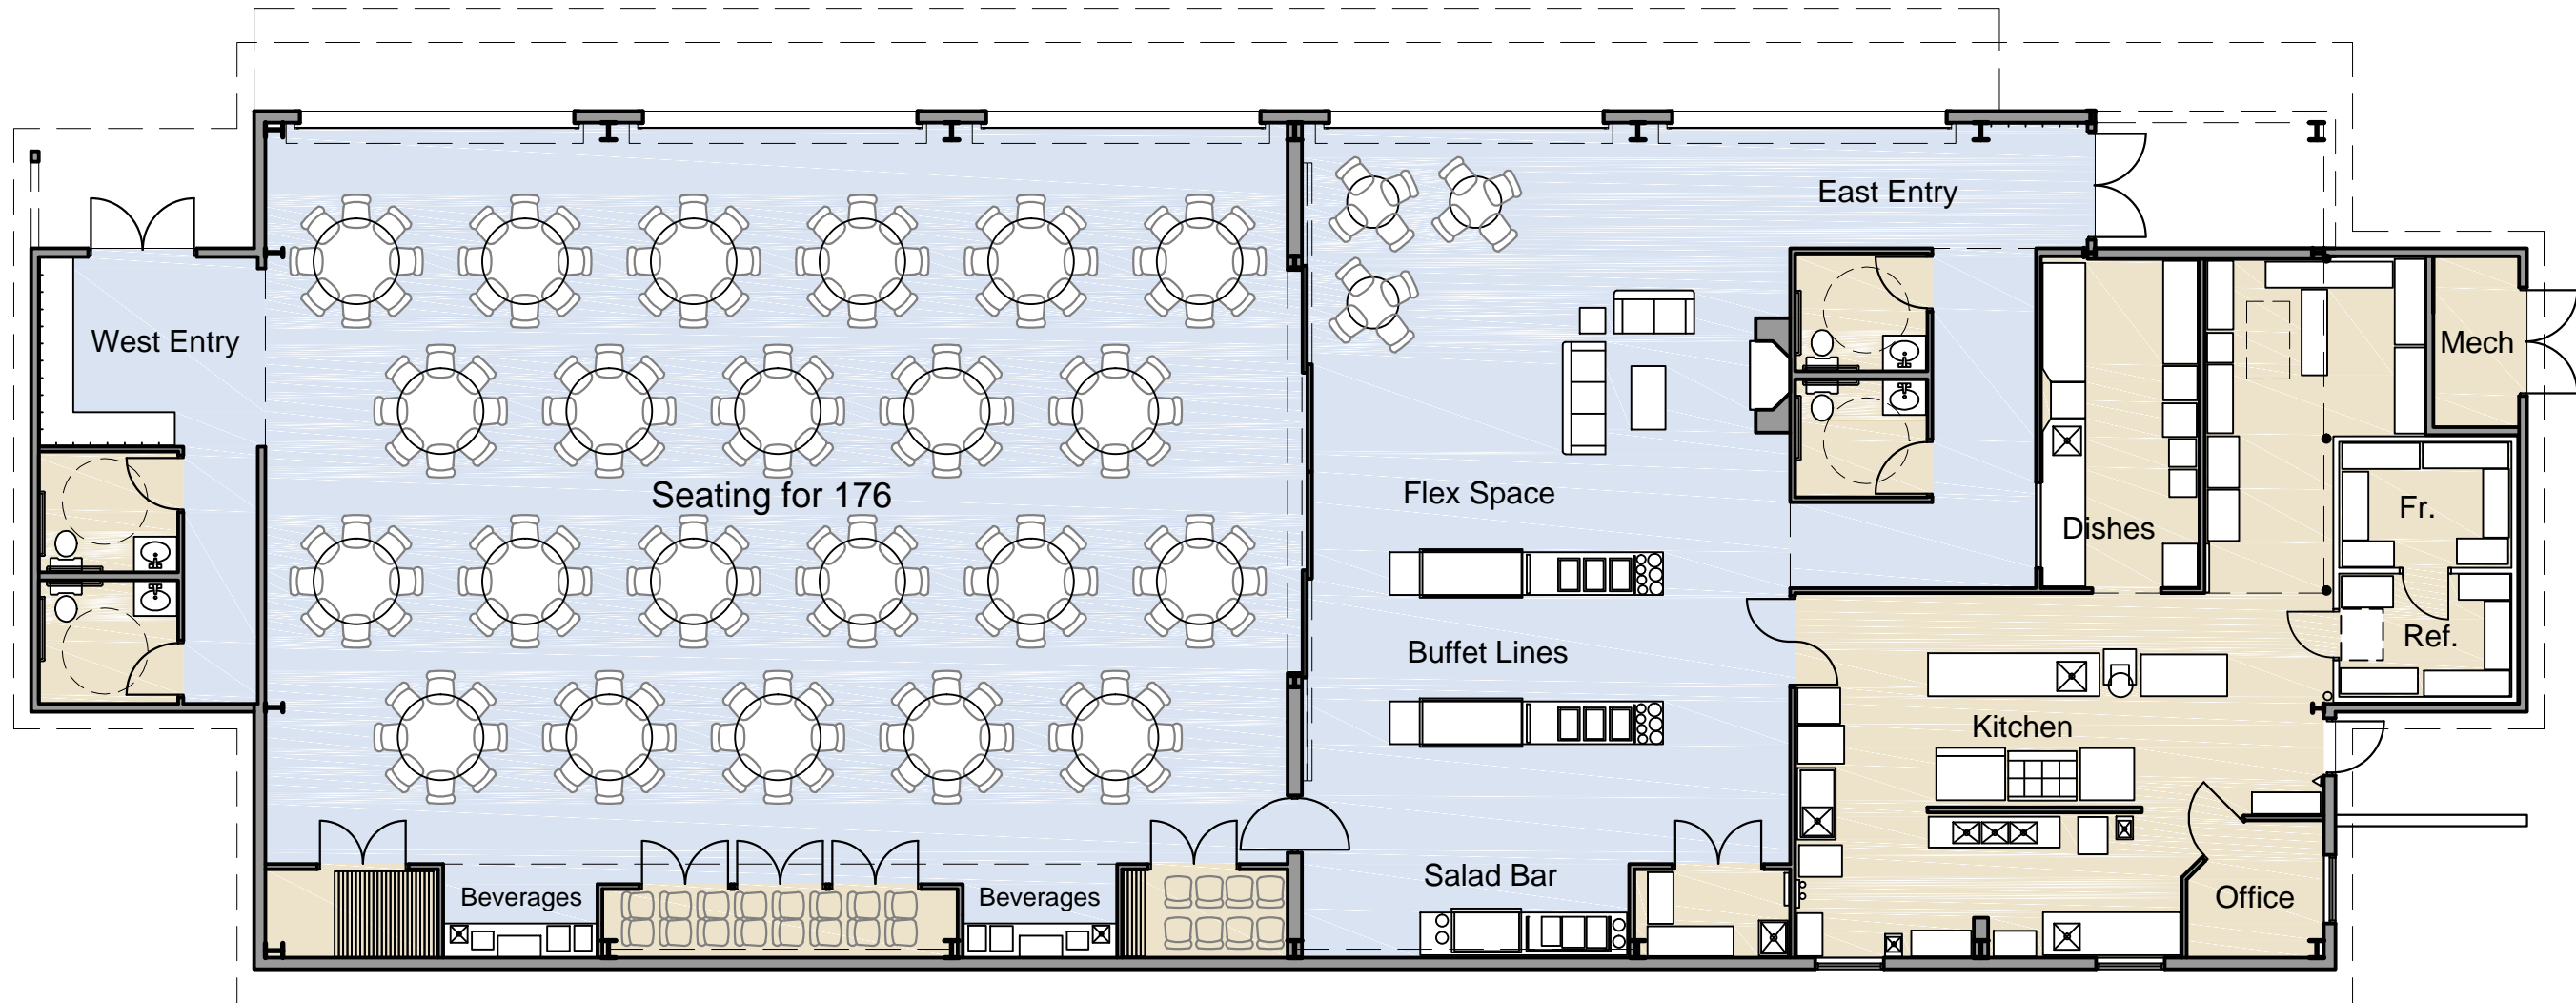 East Entry
West Entry
Mech
Seating for 176
Flex Space
Fr.
Dishes
Ref.
Buffet Lines
Kitchen
Salad Bar
Beverages
Beverages
Office